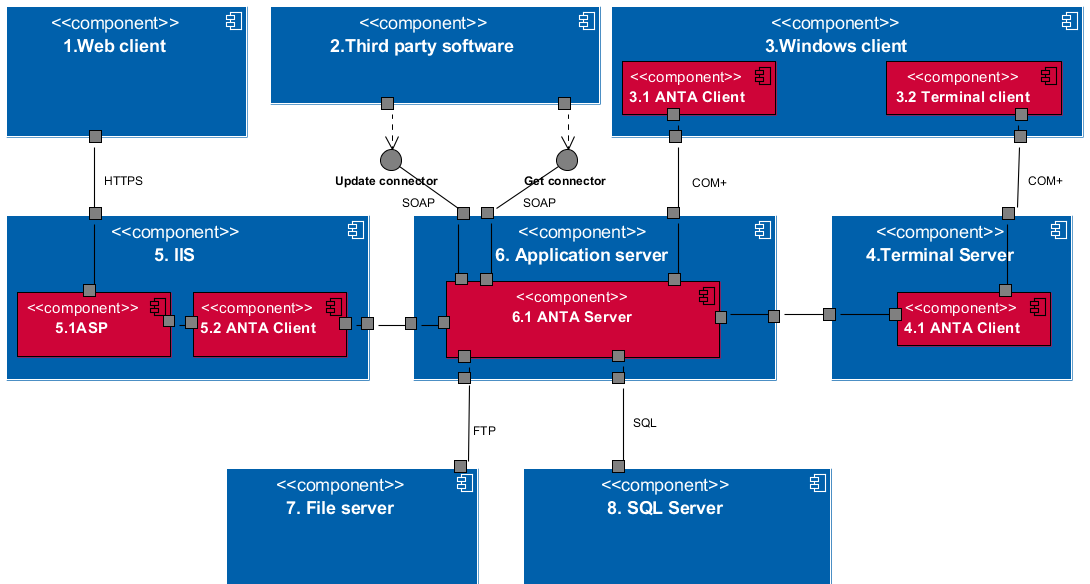 <<component>>
1.Web client
<<component>>
2.Third party software
<<component>>
3.Windows client
<<component>>
3.1 ANTA Client
<<component>>
3.2 Terminal client
Update connector
Get connector
HTTPS
SOAP
SOAP
COM+
COM+
<<component>>
5. IIS
<<component>>
5.1ASP
<<component>>
5.2 ANTA Client
<<component>>
6. Application server
<<component>>
6.1 ANTA Server
<<component>>
4.Terminal Server
<<component>>
4.1 ANTA Client
FTP
SQL
<<component>>
7. File server
<<component>>
8. SQL Server